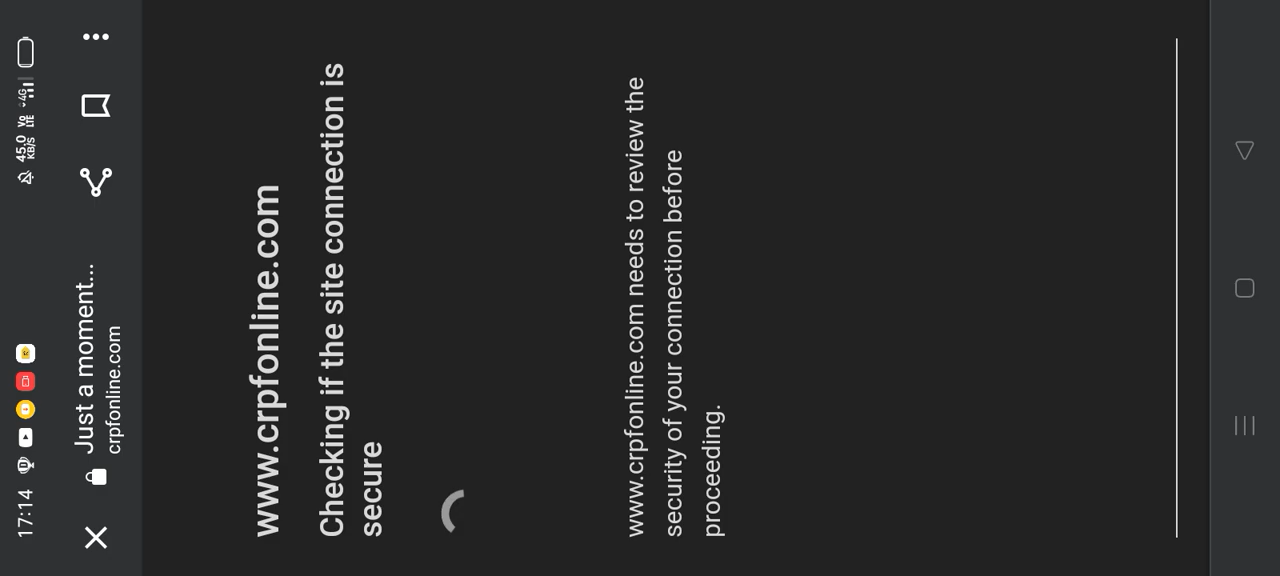 17:14
45.0 KB/S Vo LTE 4G
Just a moment...
crpfonline.com
www.crpfonline.com
Checking if the site connection is
secure
www.crpfonline.com needs to review the
security of your connection before
proceeding.